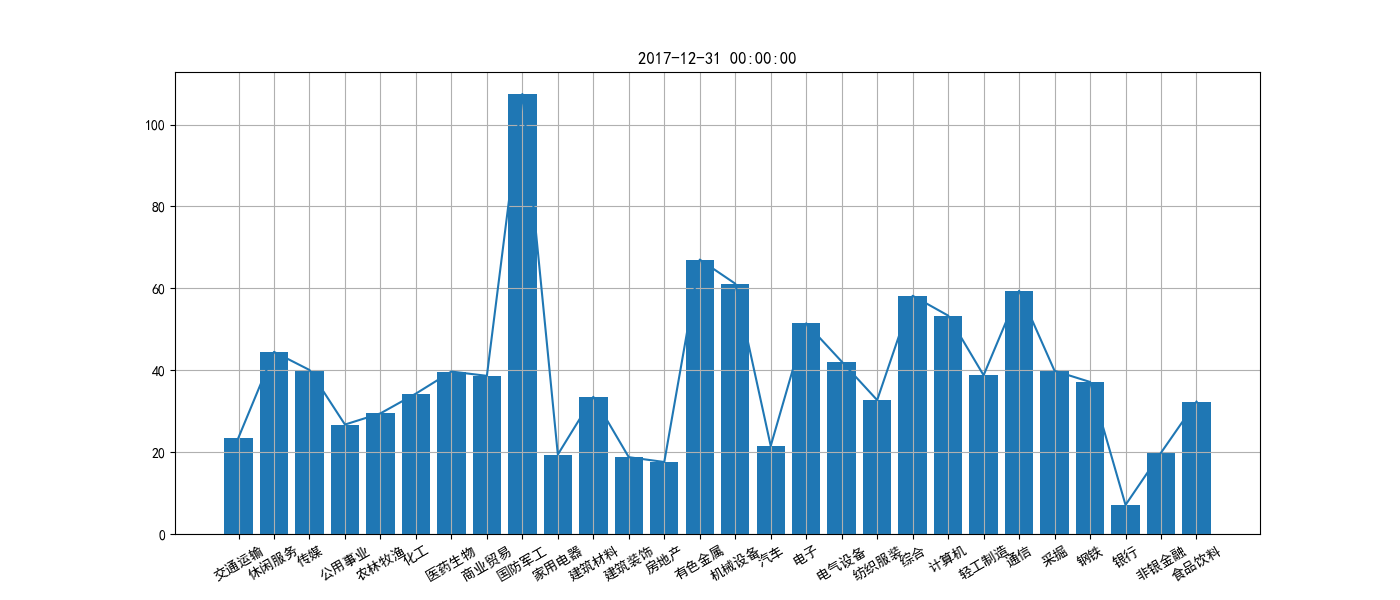 2017-12-31 00:00:00
100
80
60
40
20
0
交通运输
休闲服务
传媒
公用事业
农林牧渔
化工
医药生物
商业贸易
国防军工
家用电器
建筑材料
建筑装饰
房地产
有色金属
机械设备
汽车
电子
电气设备
纺织服装
综合
计算机
轻工制造
通信
采掘
钢铁
银行
非银金融
食品饮料